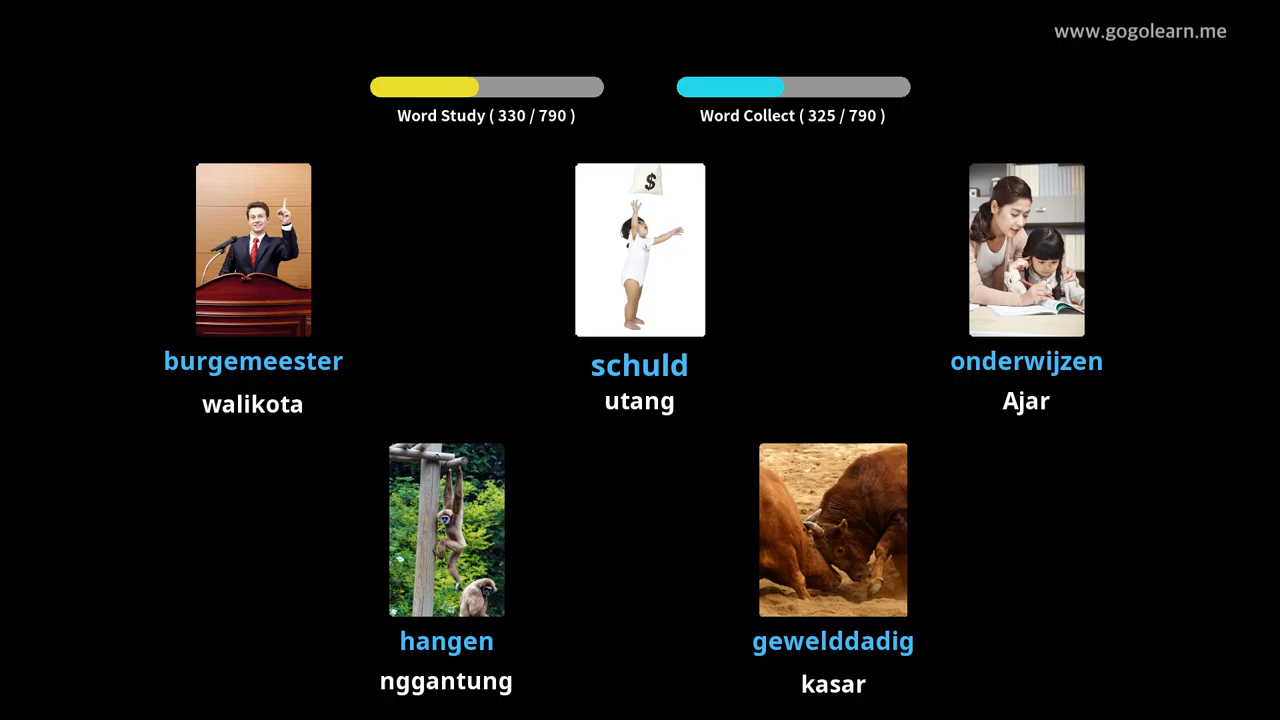 www.gogolearn.me
Word Study ( 330 / 790 )
Word Collect ( 325 / 790 )
$
burgemeester
walikota
schuld
utang
onderwijzen
Ajar
hangen
nggantung
gewelddadig
kasar